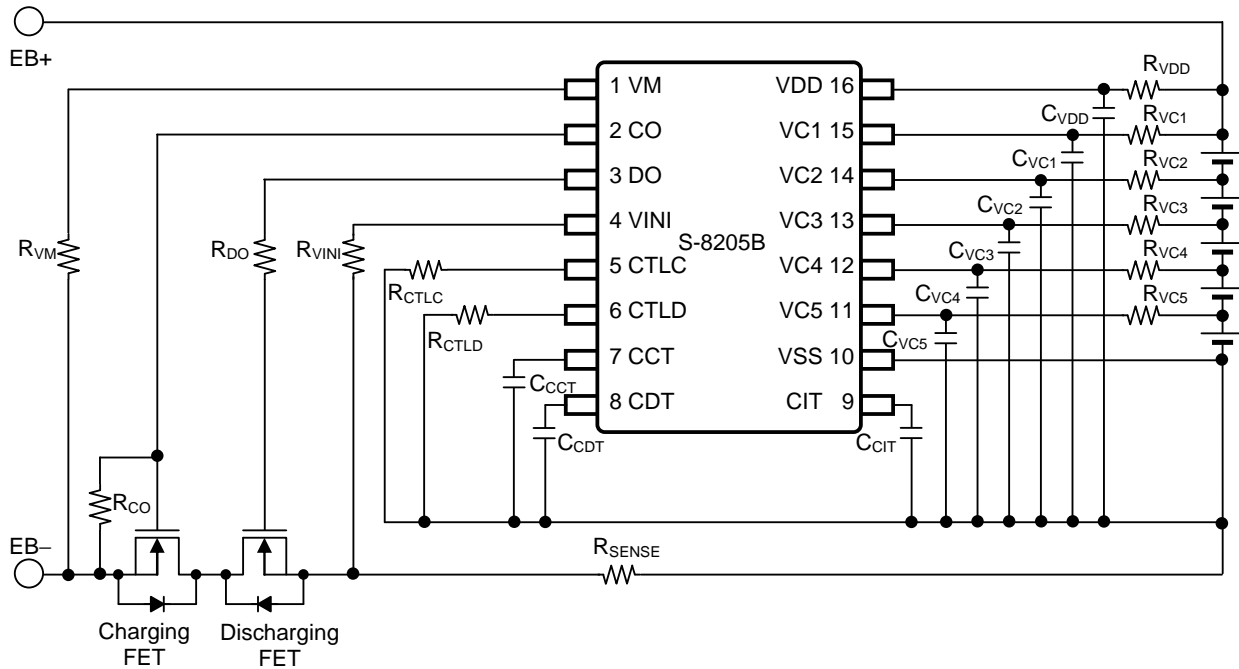 EB+
1 VM
2 CO
3 DO
4 VINI
5 CTLC
6 CTLD
7 CCT
8 CDT
S-8205B
VDD 16
VC1 15
VC2 14
VC3 13
VC4 12
VC5 11
VSS 10
CIT 9
RVDD
RVC1
RVC2
RVC3
RVC4
RVC5
CVDD
CVC1
CVC2
CVC3
CVC4
CVC5
RVM
RDO
RVINI
RCTLC
RCTLD
CCCT
CCDT
CCIT
RCO
EB–
RSENSE
Charging
FET
Discharging
FET